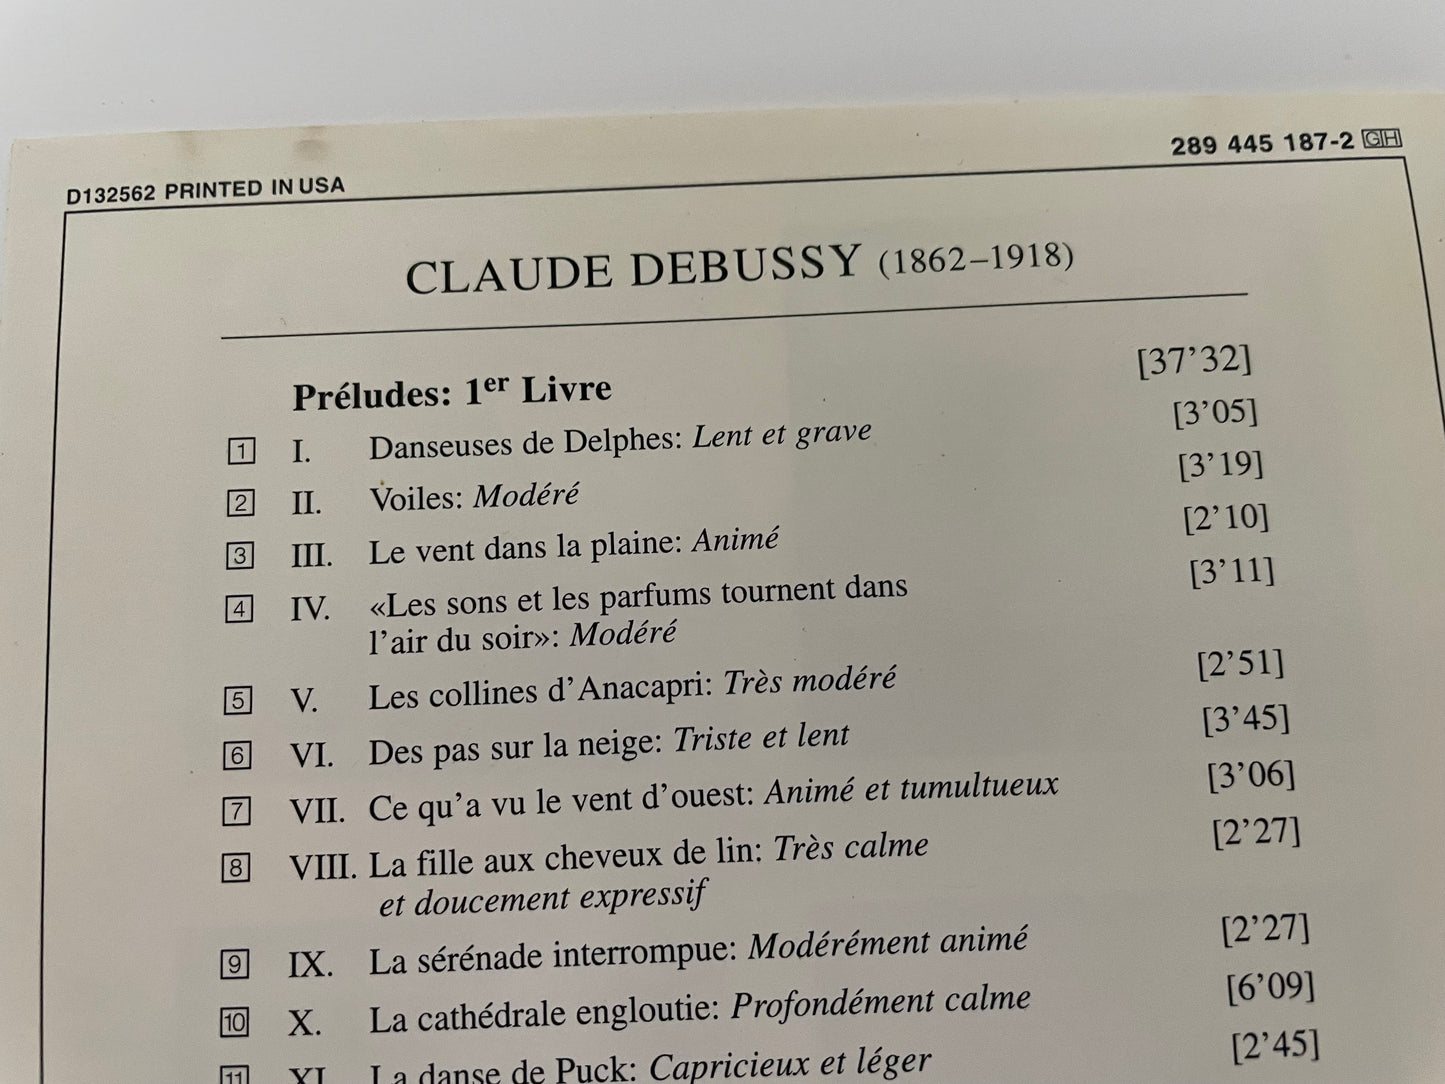 D132562 PRINTED IN USA
289 445 187-2 GH
CLAUDE DEBUSSY (1862–1918)
Préludes: 1er Livre [37’32]
1 I. Danseuses de Delphes: Lent et grave [3’05]
2 II. Voiles: Modéré [3’19]
3 III. Le vent dans la plaine: Animé [2’10]
4 IV. «Les sons et les parfums tournent dans [3’11]
l’air du soir»: Modéré
5 V. Les collines d’Anacapri: Très modéré [2’51]
6 VI. Des pas sur la neige: Triste et lent [3’45]
7 VII. Ce qu’a vu le vent d’ouest: Animé et tumultueux [3’06]
8 VIII. La fille aux cheveux de lin: Très calme [2’27]
et doucement expressif
9 IX. La sérénade interrompue: Modérément animé [2’27]
10 X. La cathédrale engloutie: Profondément calme [6’09]
11 XI. La danse de Puck: Capricieux et léger [2’45]